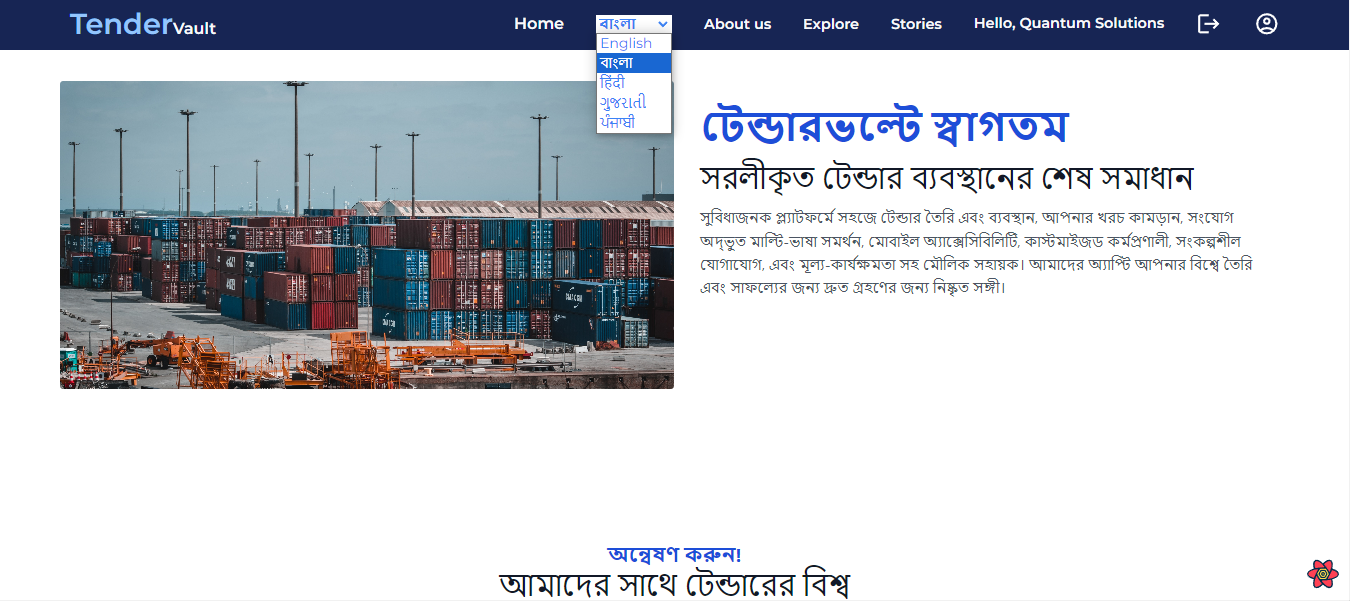 TenderVault
Home
বাংলা
About us
Explore
Stories
Hello, Quantum Solutions
English
বাংলা
हिंदी
ગુજરાતી
ਪੰਜਾਬੀ
টেন্ডারভল্টে স্বাগতম
সরলীকৃত টেন্ডার ব্যবস্থানের শেষ সমাধান
সুবিধাজনক প্ল্যাটফর্মে সহজে টেন্ডার তৈরি এবং ব্যবস্থান, আপনার খরচ কামড়ান, সংযোগ
অদ্ভুত মাল্টি-ভাষা সমর্থন, মোবাইল অ্যাক্সেসিবিলিটি, কাস্টমাইজড কর্মপ্রণালী, সংকল্পশীল
যোগাযোগ, এবং মূল্য-কার্যক্ষমতা সহ মৌলিক সহায়ক। আমাদের অ্যাপ্টি আপনার বিশ্বে তৈরি
এবং সাফল্যের জন্য দ্রুত গ্রহণের জন্য নিষ্কৃত সঙ্গী।
অন্বেষণ করুন!
আমাদের সাথে টেন্ডারের বিশ্ব